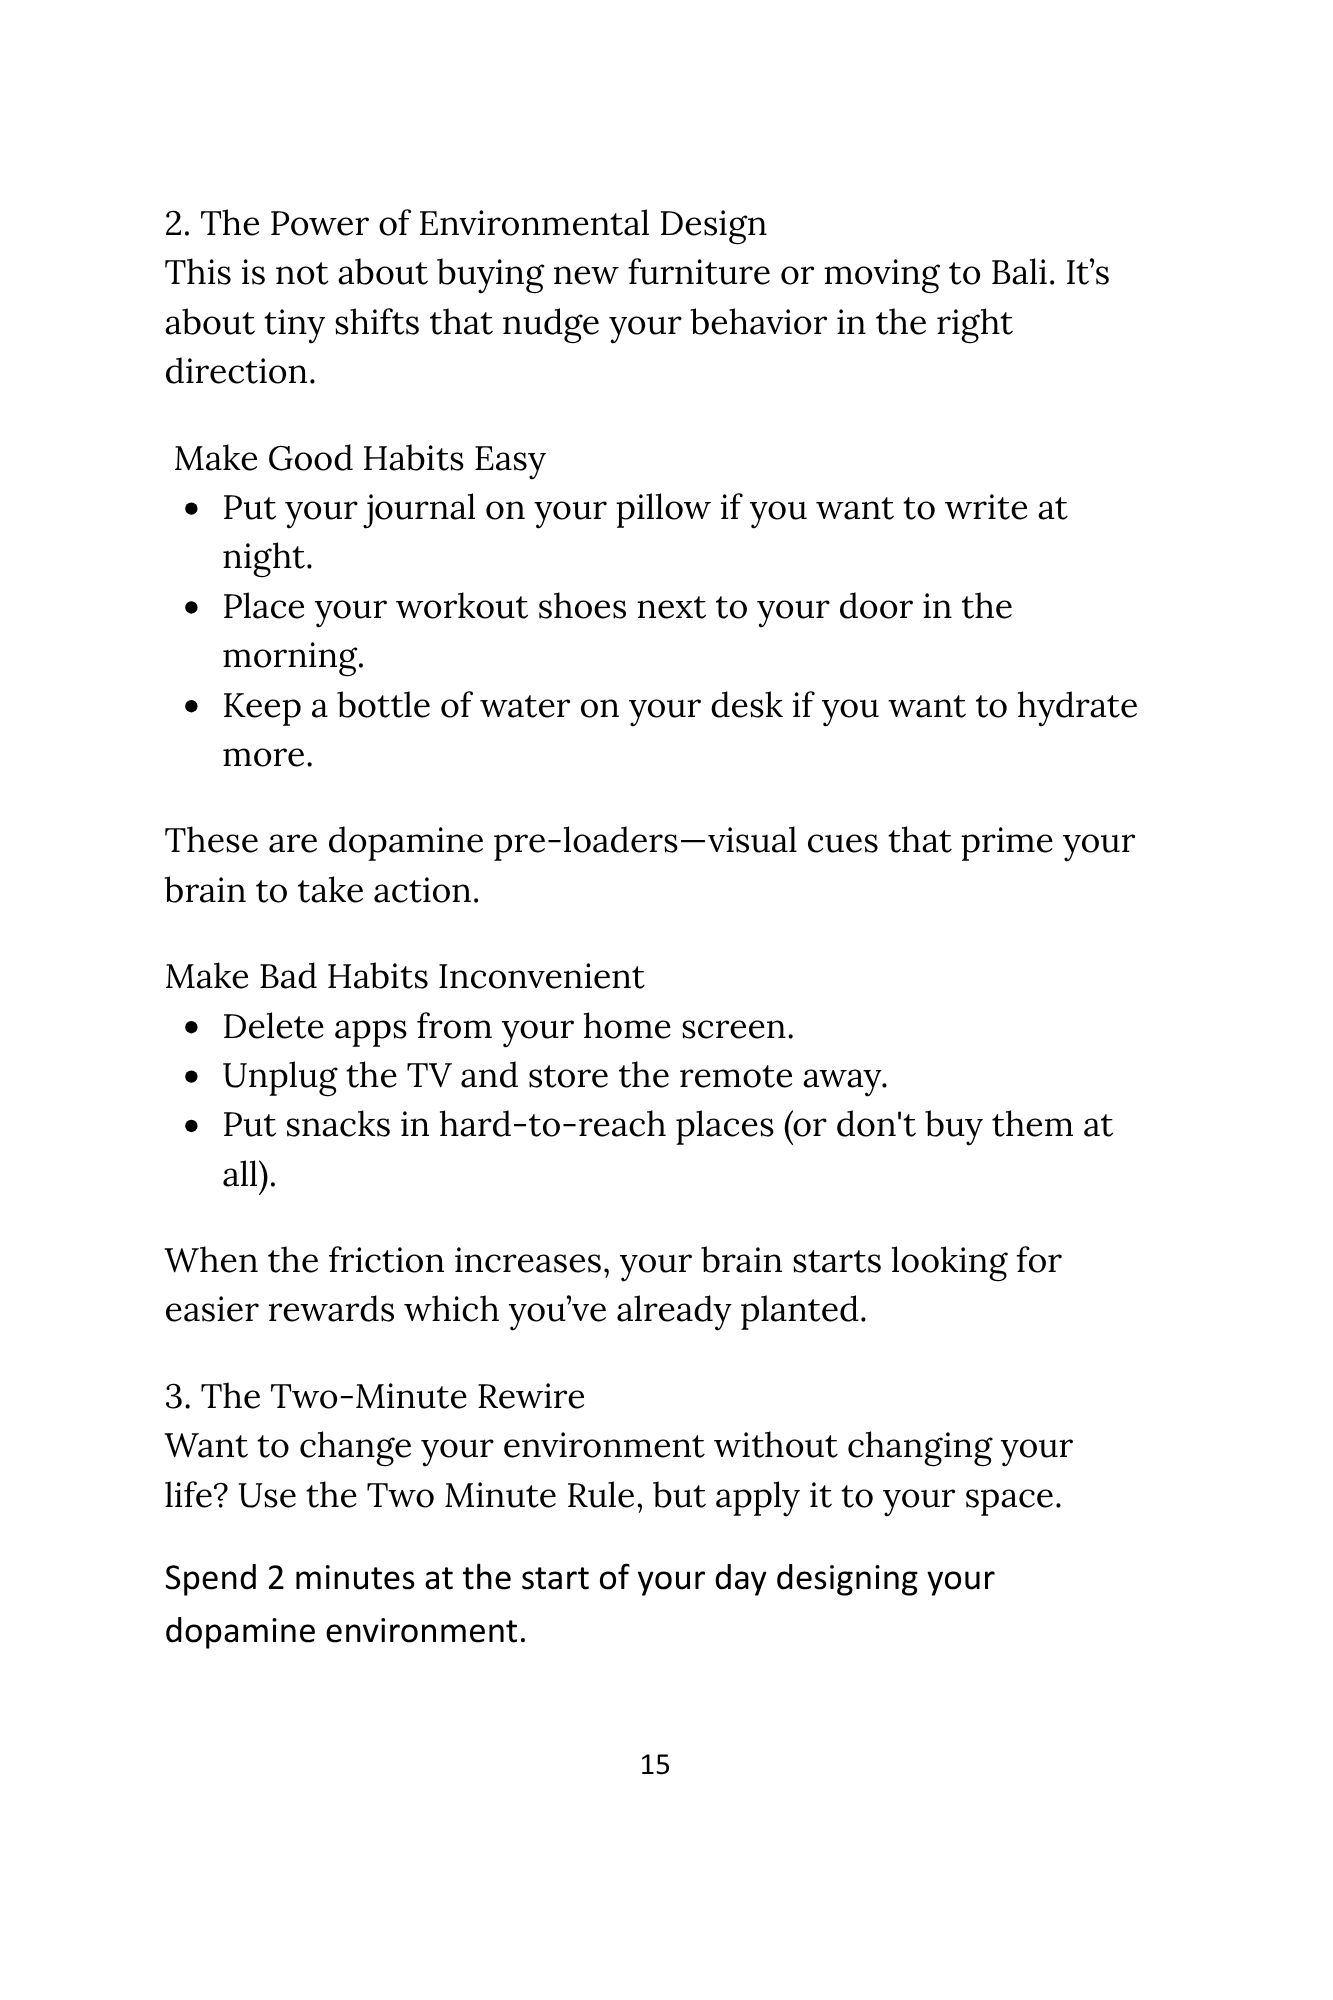 2. The Power of Environmental Design
This is not about buying new furniture or moving to Bali. It’s
about tiny shifts that nudge your behavior in the right
direction.
Make Good Habits Easy
• Put your journal on your pillow if you want to write at
night.
• Place your workout shoes next to your door in the
morning.
• Keep a bottle of water on your desk if you want to hydrate
more.
These are dopamine pre-loaders—visual cues that prime your
brain to take action.
Make Bad Habits Inconvenient
• Delete apps from your home screen.
• Unplug the TV and store the remote away.
• Put snacks in hard-to-reach places (or don't buy them at
all).
When the friction increases, your brain starts looking for
easier rewards which you’ve already planted.
3. The Two-Minute Rewire
Want to change your environment without changing your
life? Use the Two Minute Rule, but apply it to your space.
Spend 2 minutes at the start of your day designing your
dopamine environment.
15